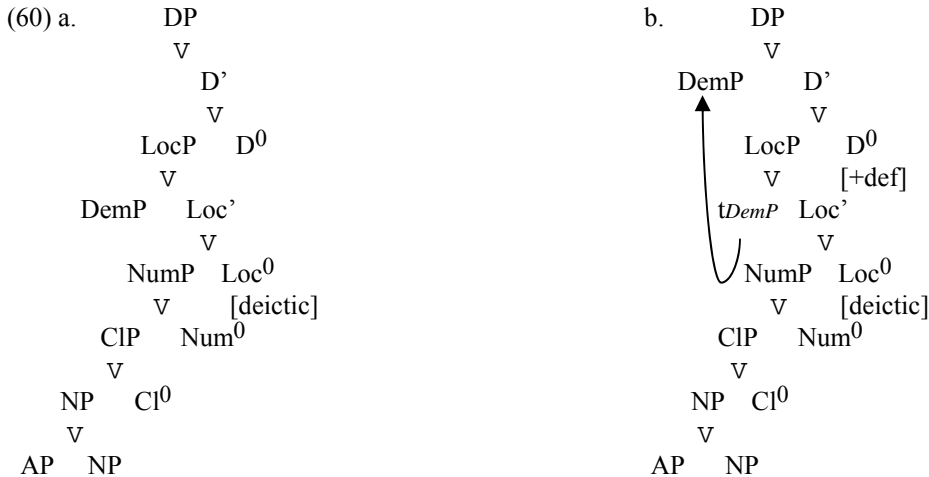 (60) a. DP b. DP
V V
D’ DemP D’
V V
LocP D0 LocP D0
V V [+def]
DemP Loc’ tDemP Loc’
V V
NumP Loc0 NumP Loc0
V [deictic] V [deictic]
ClP Num0 ClP Num0
V V
NP Cl0 NP Cl0
V V
AP NP AP NP